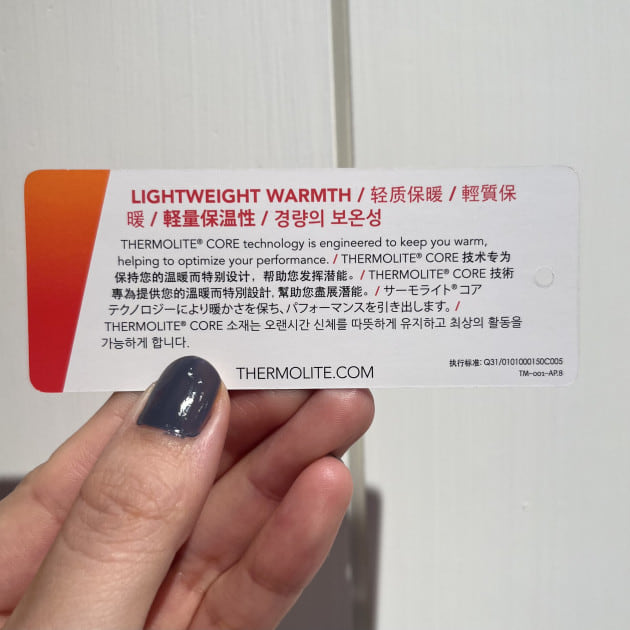 LIGHTWEIGHT WARMTH / 轻质保暖 / 輕質保
暖 / 軽量保温性 / 경량의 보온성
THERMOLITE® CORE technology is engineered to keep you warm,
helping to optimize your performance. / THERMOLITE® CORE 技术专为
保持您的温暖而特别设计，帮助您发挥潜能。/ THERMOLITE® CORE 技術
專為提供您的溫暖而特別設計, 幫助您盡展潛能。/ サーモライト® コア
テクノロジーにより暖かさを保ち、パフォーマンスを引き出します。/
THERMOLITE® CORE 소재는 오랜시간 신체를 따뜻하게 유지하고 최상의 활동을
가능하게 합니다.
THERMOLITE.COM
执行标准: Q31/0101000150C005
TM-001-AP.8